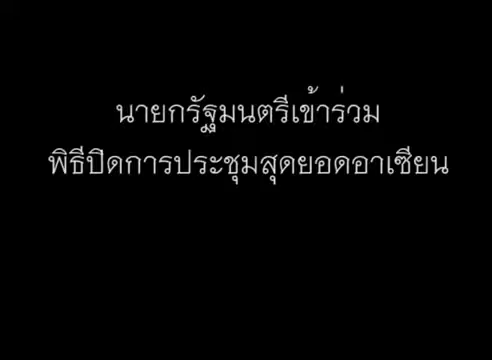 นายกรัฐมนตรีเข้าร่วม
พิธีปิดการประชุมสุดยอดอาเซียน